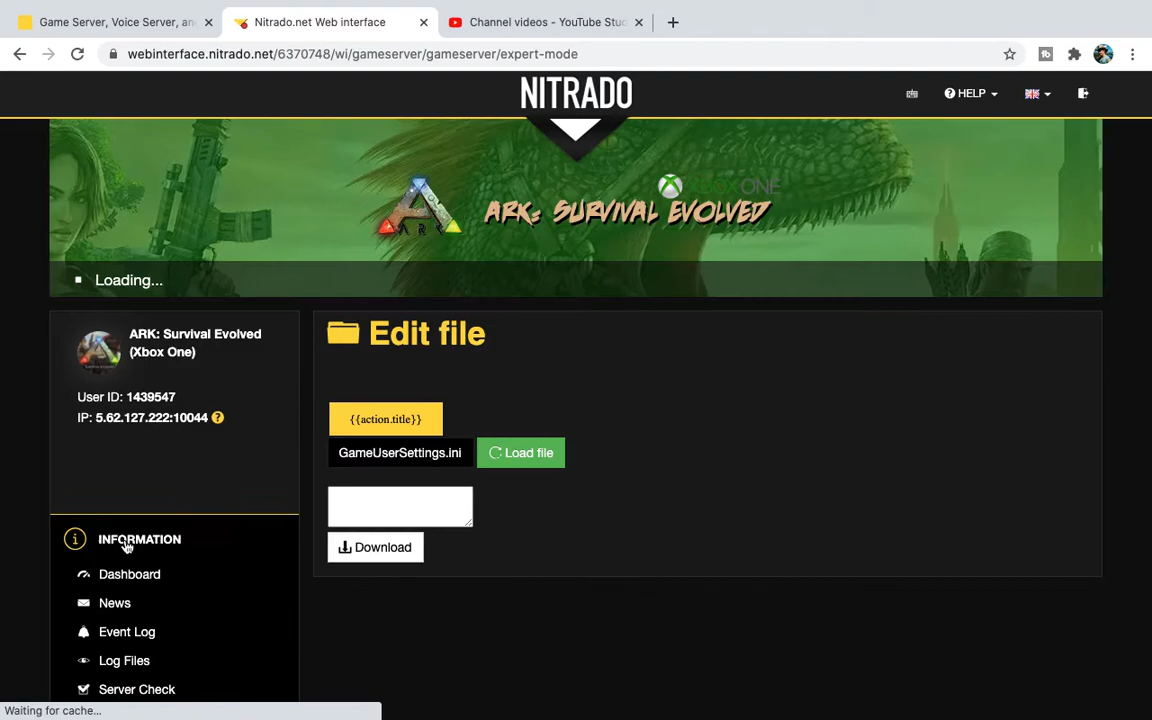 Game Server, Voice Server, an
Nitrado.net Web interface
Channel videos - YouTube Stud
webinterface.nitrado.net/6370748/wi/gameserver/gameserver/expert-mode
NITRADO
HELP
XBOX ONE
ARK: SURVIVAL EVOLVED
Loading...
ARK: Survival Evolved
(Xbox One)
User ID: 1439547
IP: 5.62.127.222:10044
Edit file
{{action.title}}
GameUserSettings.ini
Load file
Download
INFORMATION
Dashboard
News
Event Log
Log Files
Server Check
Waiting for cache...